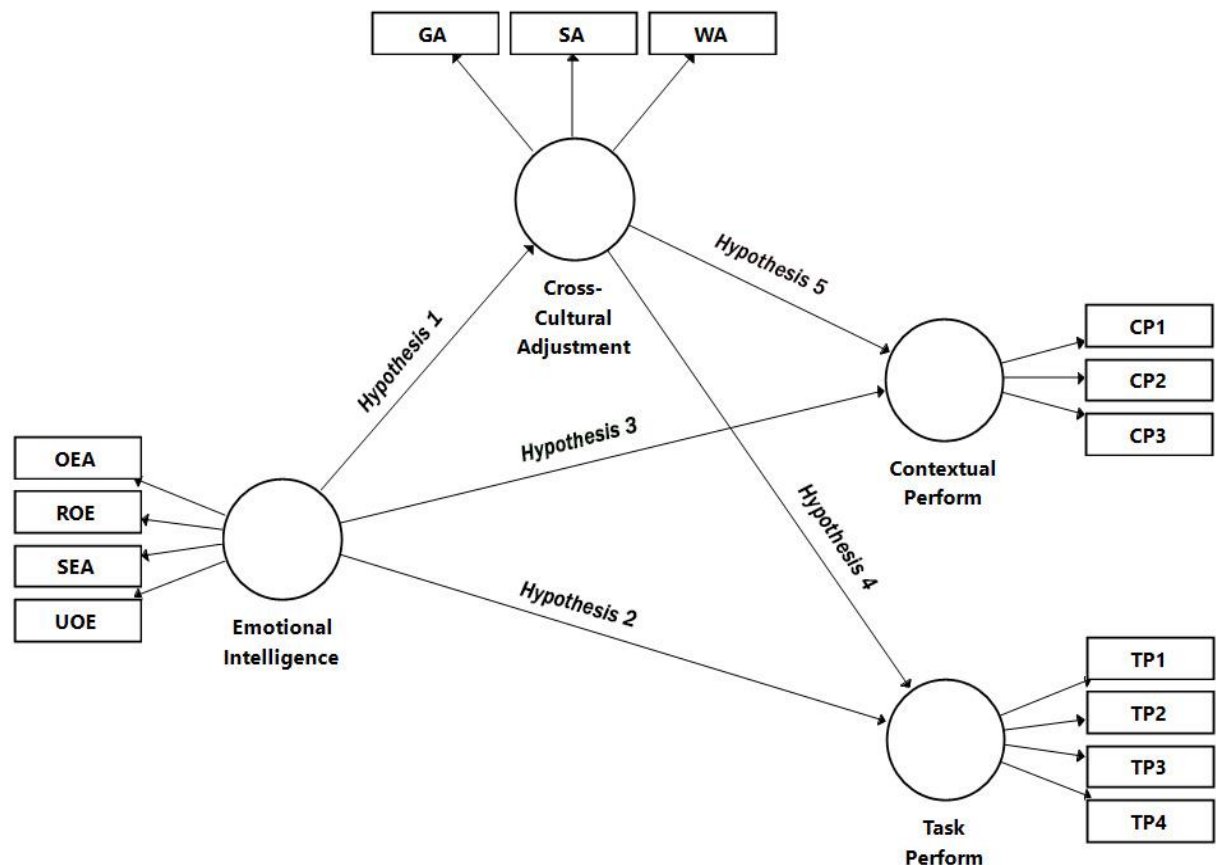 GA
SA
WA
Cross-
Cultural
Adjustment
Hypothesis 5
Hypothesis 1
CP1
CP2
CP3
Contextual
Perform
Hypothesis 3
Hypothesis 4
OEA
ROE
SEA
UOE
Emotional
Intelligence
Hypothesis 2
TP1
TP2
TP3
TP4
Task
Perform